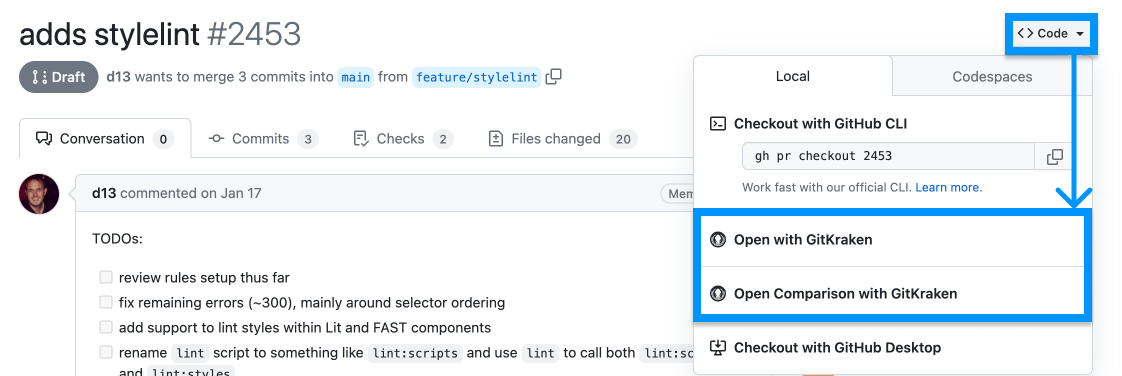 adds stylelint #2453
<> Code
Draft
d13 wants to merge 3 commits into main from feature/stylelint
Local
Codespaces
Conversation 0
Commits 3
Checks 2
Files changed 20
Checkout with GitHub CLI
gh pr checkout 2453
Work fast with our official CLI. Learn more.
d13 commented on Jan 17
Mem
Open with GitKraken
Open Comparison with GitKraken
Checkout with GitHub Desktop
TODOs:
review rules setup thus far
fix remaining errors (~300), mainly around selector ordering
add support to lint styles within Lit and FAST components
rename lint script to something like lint:scripts and use lint to call both lint:sc
and lint:styles